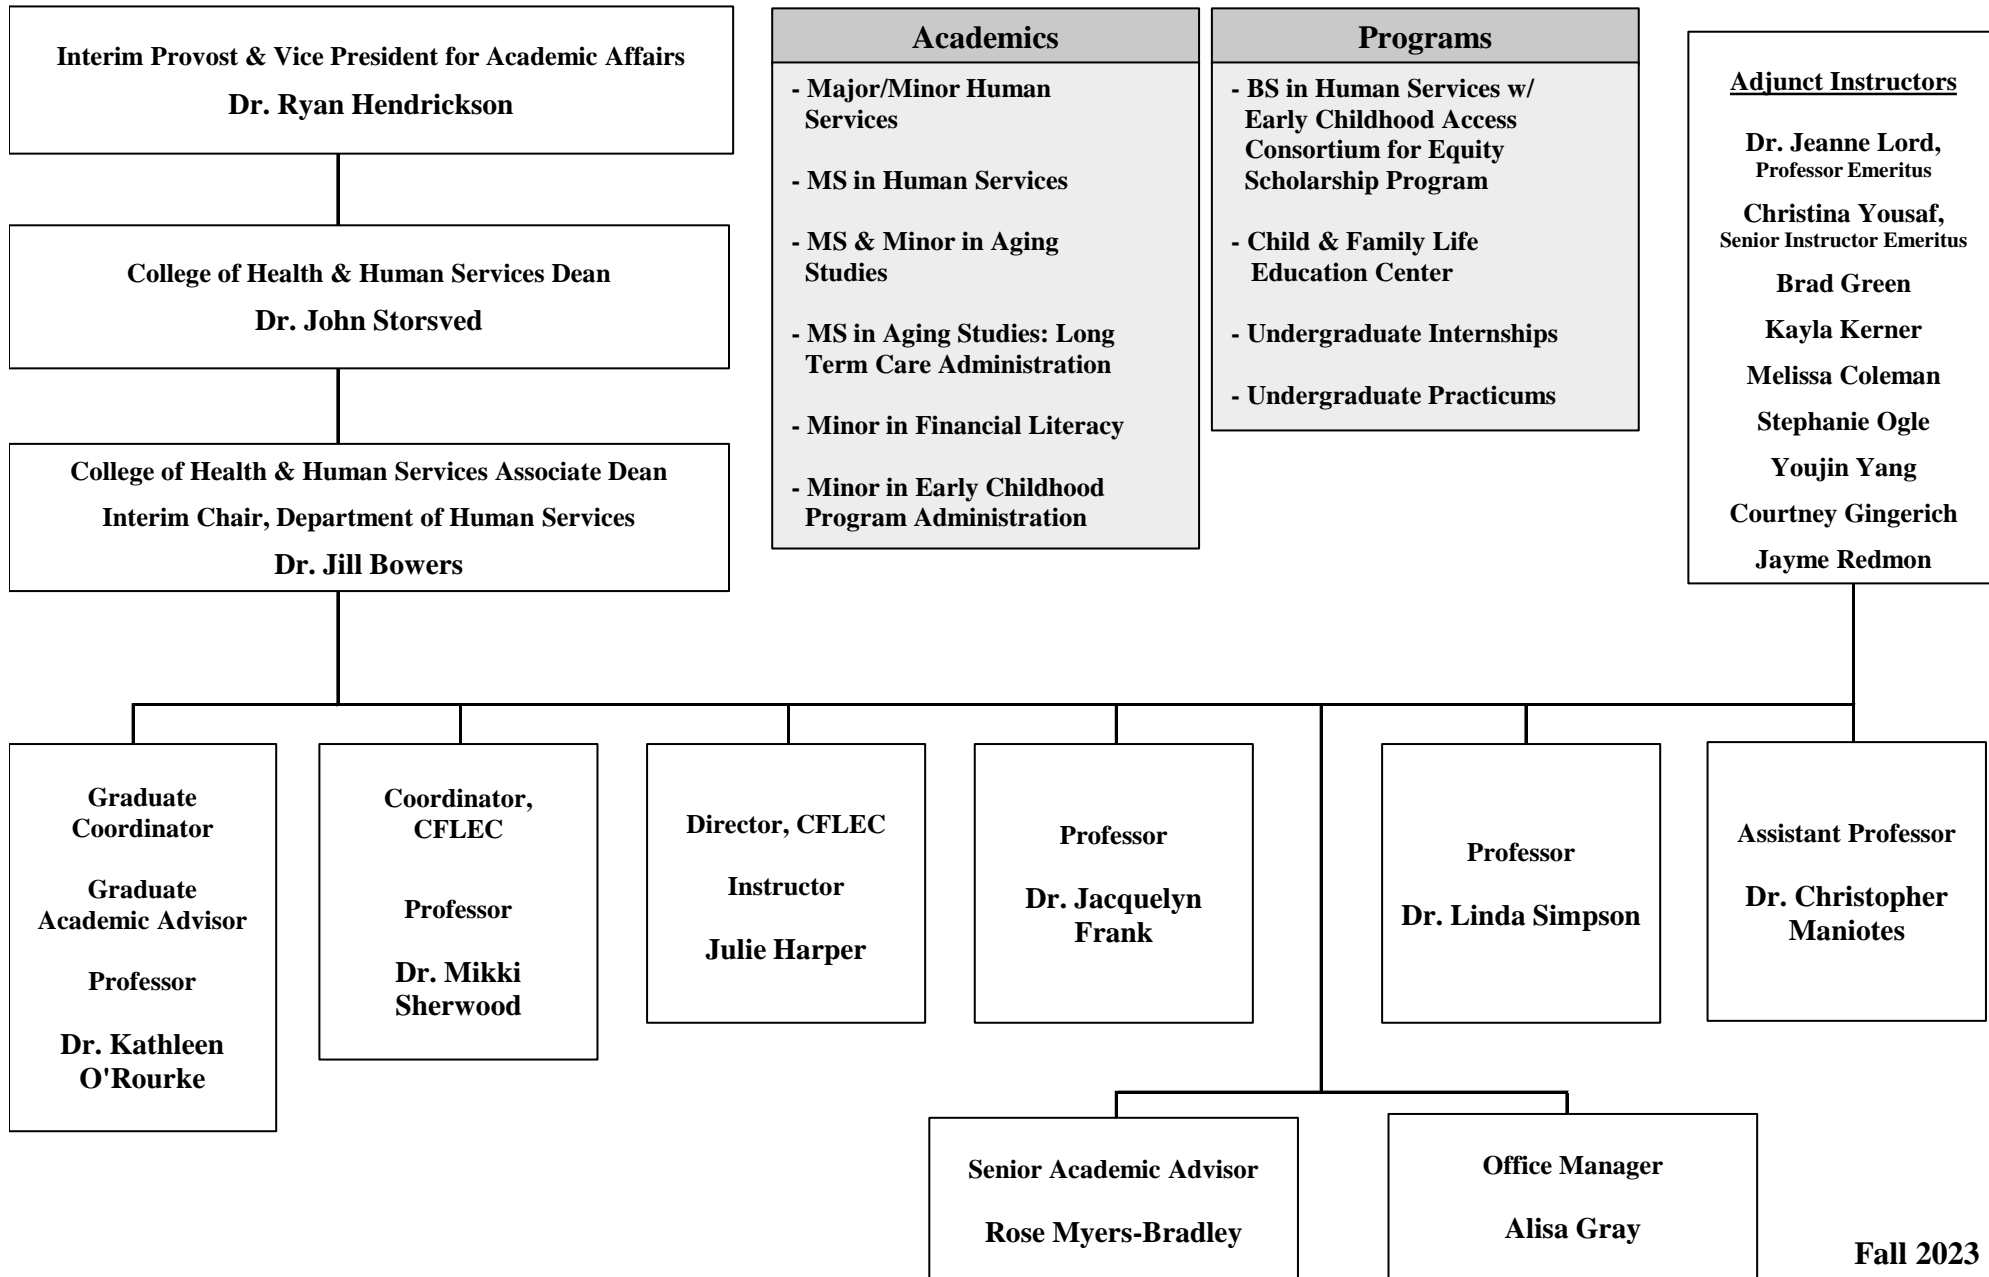 Interim Provost & Vice President for Academic Affairs
Dr. Ryan Hendrickson
College of Health & Human Services Dean
Dr. John Storsved
College of Health & Human Services Associate Dean
Interim Chair, Department of Human Services
Dr. Jill Bowers
Academics
- Major/Minor Human
Services
- MS in Human Services
- MS & Minor in Aging
Studies
- MS in Aging Studies: Long
Term Care Administration
- Minor in Financial Literacy
- Minor in Early Childhood
Program Administration
Programs
- BS in Human Services w/
Early Childhood Access
Consortium for Equity
Scholarship Program
- Child & Family Life
Education Center
- Undergraduate Internships
- Undergraduate Practicums
Adjunct Instructors
Dr. Jeanne Lord,
Professor Emeritus
Christina Yousaf,
Senior Instructor Emeritus
Brad Green
Kayla Kerner
Melissa Coleman
Stephanie Ogle
Youjin Yang
Courtney Gingerich
Jayme Redmon
Graduate
Coordinator
Graduate
Academic Advisor
Professor
Dr. Kathleen
O'Rourke
Coordinator,
CFLEC
Professor
Dr. Mikki
Sherwood
Director, CFLEC
Instructor
Julie Harper
Professor
Dr. Jacquelyn
Frank
Professor
Dr. Linda Simpson
Assistant Professor
Dr. Christopher
Maniotes
Senior Academic Advisor
Rose Myers-Bradley
Office Manager
Alisa Gray
Fall 2023